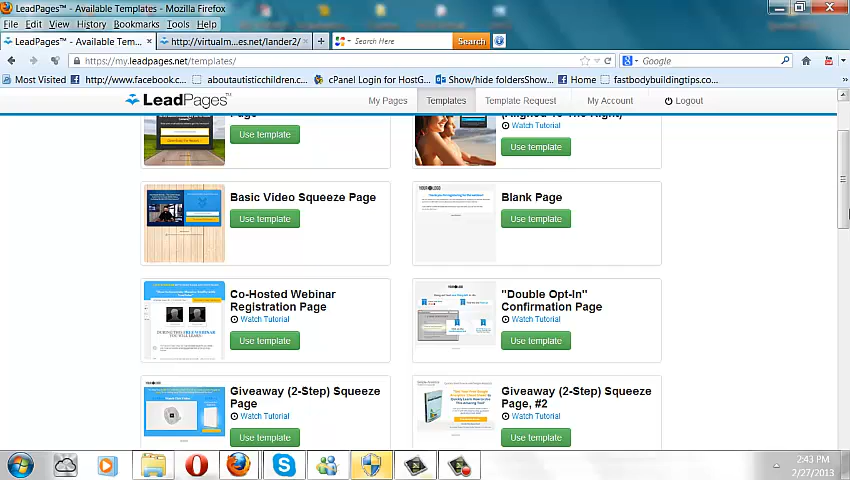 LeadPages™ - Available Templates - Mozilla Firefox
File Edit View History Bookmarks Tools Help
LeadPages™ - Available Tem... × http://virtualm...es.net/lander2/ × + Search Here Search
https://my.leadpages.net/templates/ Google
Most Visited http://www.facebook.c... aboutautisticchildren.... cPanel Login for HostG... Show/hide foldersShow... Home fastbodybuildingtips.co... »
LeadPages™ My Pages Templates Template Request My Account Logout
Page
(Aligned To The Right)
Watch Tutorial
Use template
Use template
Basic Video Squeeze Page
Use template
Blank Page
Use template
Co-Hosted Webinar
Registration Page
Watch Tutorial
Use template
"Double Opt-In"
Confirmation Page
Watch Tutorial
Use template
Giveaway (2-Step) Squeeze
Page
Watch Tutorial
Use template
Giveaway (2-Step) Squeeze
Page, #2
Watch Tutorial
Use template
2:43 PM
2/27/2013